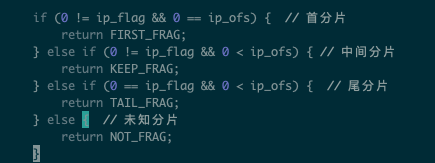 if (0 != ip_flag && 0 == ip_ofs) {  // 首分片
    return FIRST_FRAG;
} else if (0 != ip_flag && 0 < ip_ofs) { // 中间分片
    return KEEP_FRAG;
} else if (0 == ip_flag && 0 < ip_ofs) {  // 尾分片
    return TAIL_FRAG;
} else {  // 未知分片
    return NOT_FRAG;
}